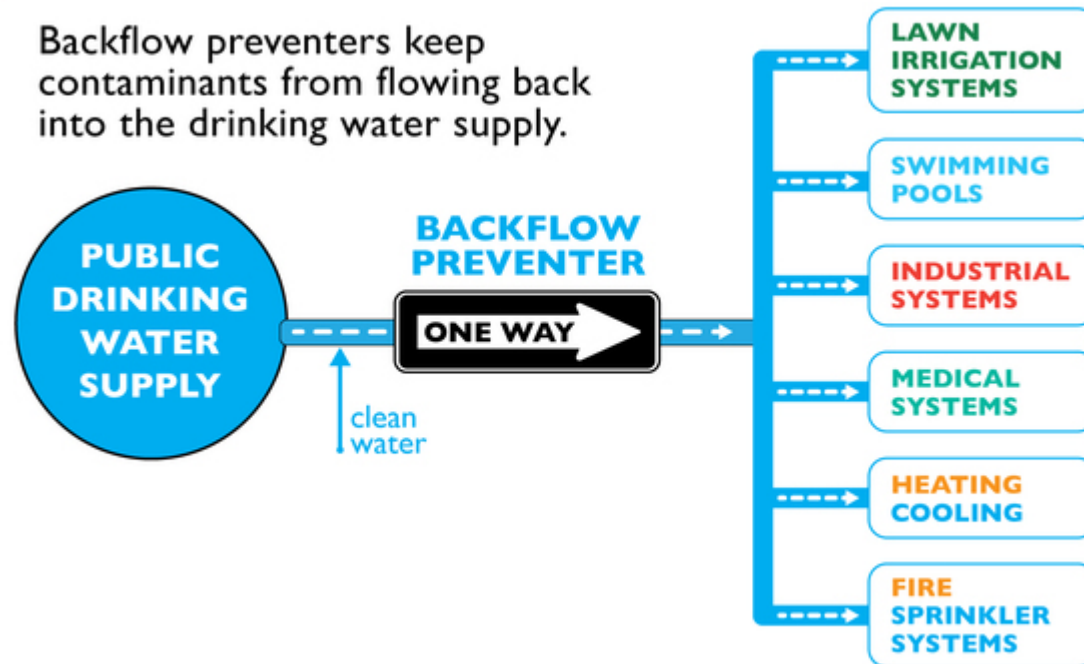 Backflow preventers keep
contaminants from flowing back
into the drinking water supply.
PUBLIC
DRINKING
WATER
SUPPLY
clean
water
BACKFLOW
PREVENTER
ONE WAY
LAWN
IRRIGATION
SYSTEMS
SWIMMING
POOLS
INDUSTRIAL
SYSTEMS
MEDICAL
SYSTEMS
HEATING
COOLING
FIRE
SPRINKLER
SYSTEMS